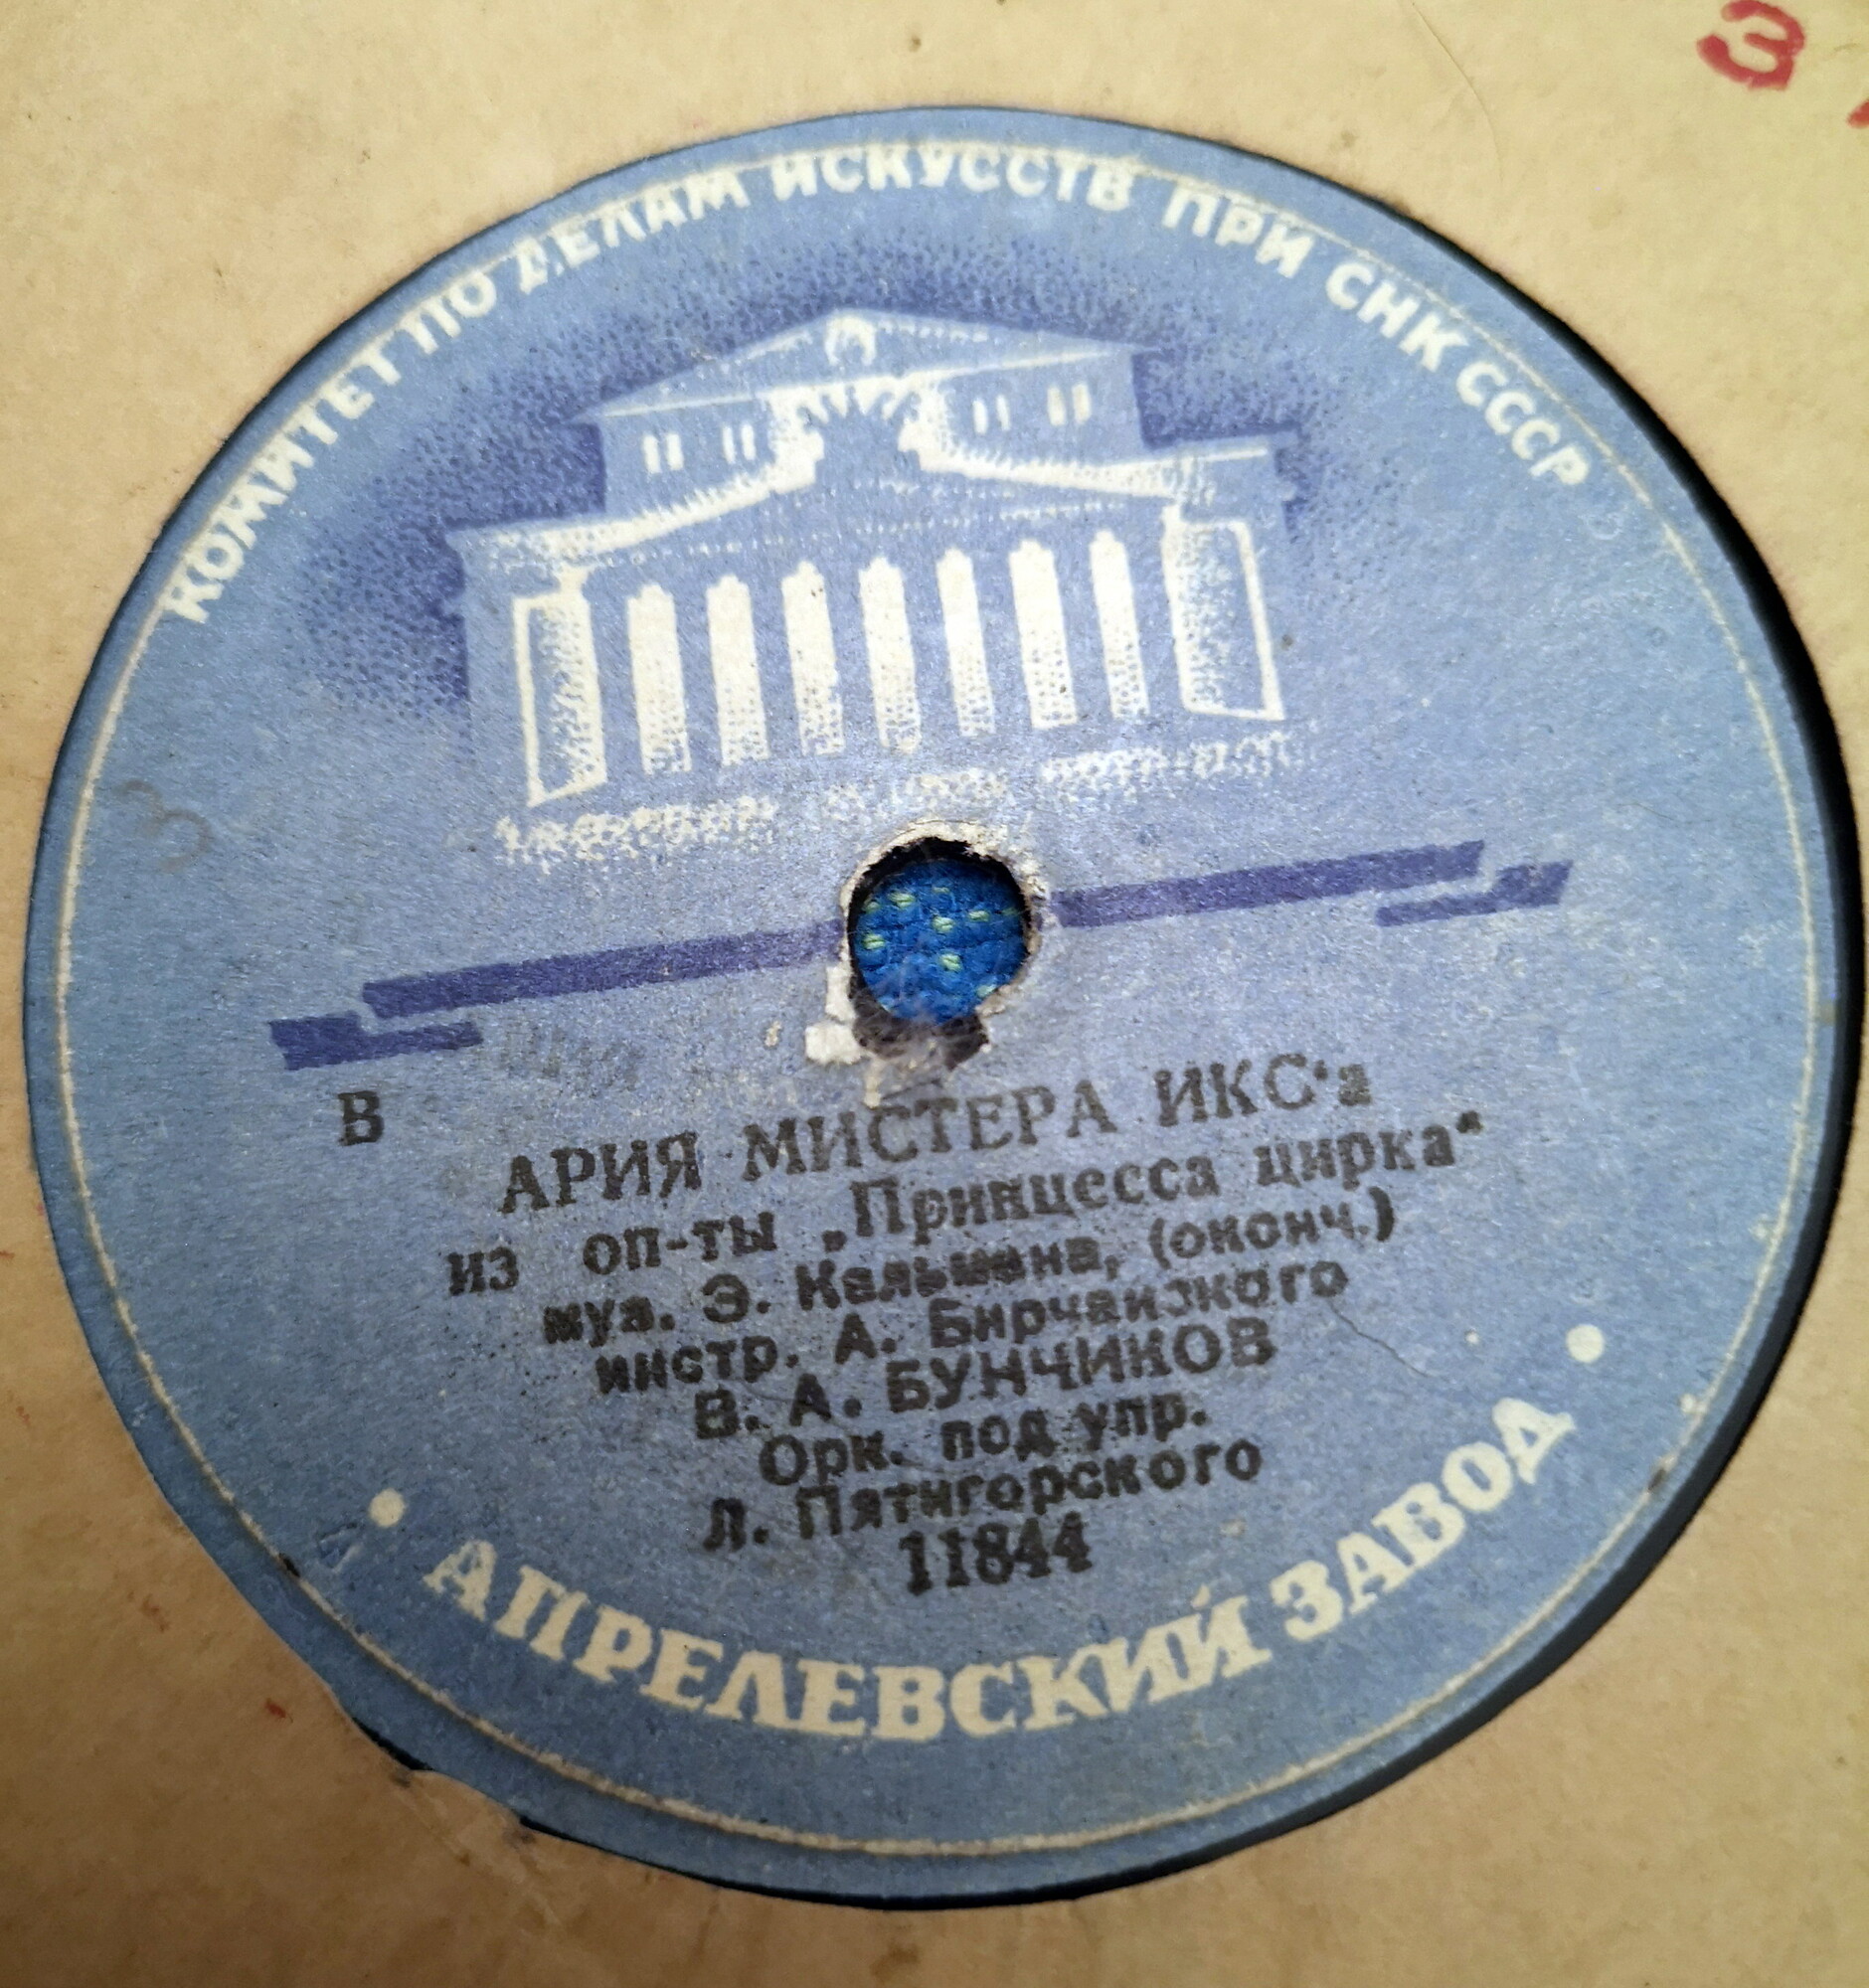 З
КОМИТЕТ ПО ДЕЛАМ ИСКУССТВ ПРИ СНК СССР
В
АРИЯ МИСТЕРА ИКС‘а
из оп-ты „Принцесса цирка“
муз. Э. Кальмана, (оконч.)
инстр. А.
В. А. БУНЧИКОВ
Орк. под упр.
Л. Пятигорского
11844
• АПРЕЛЕВСКИЙ ЗАВОД •